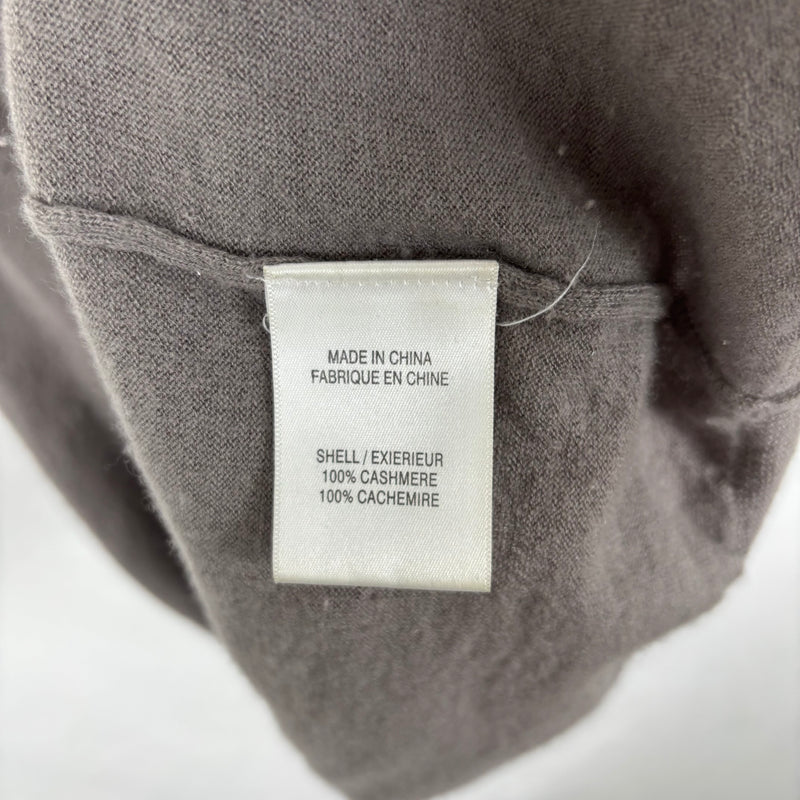 MADE IN CHINA
FABRIQUE EN CHINE
SHELL / EXIERIEUR
100% CASHMERE
100% CACHEMIRE